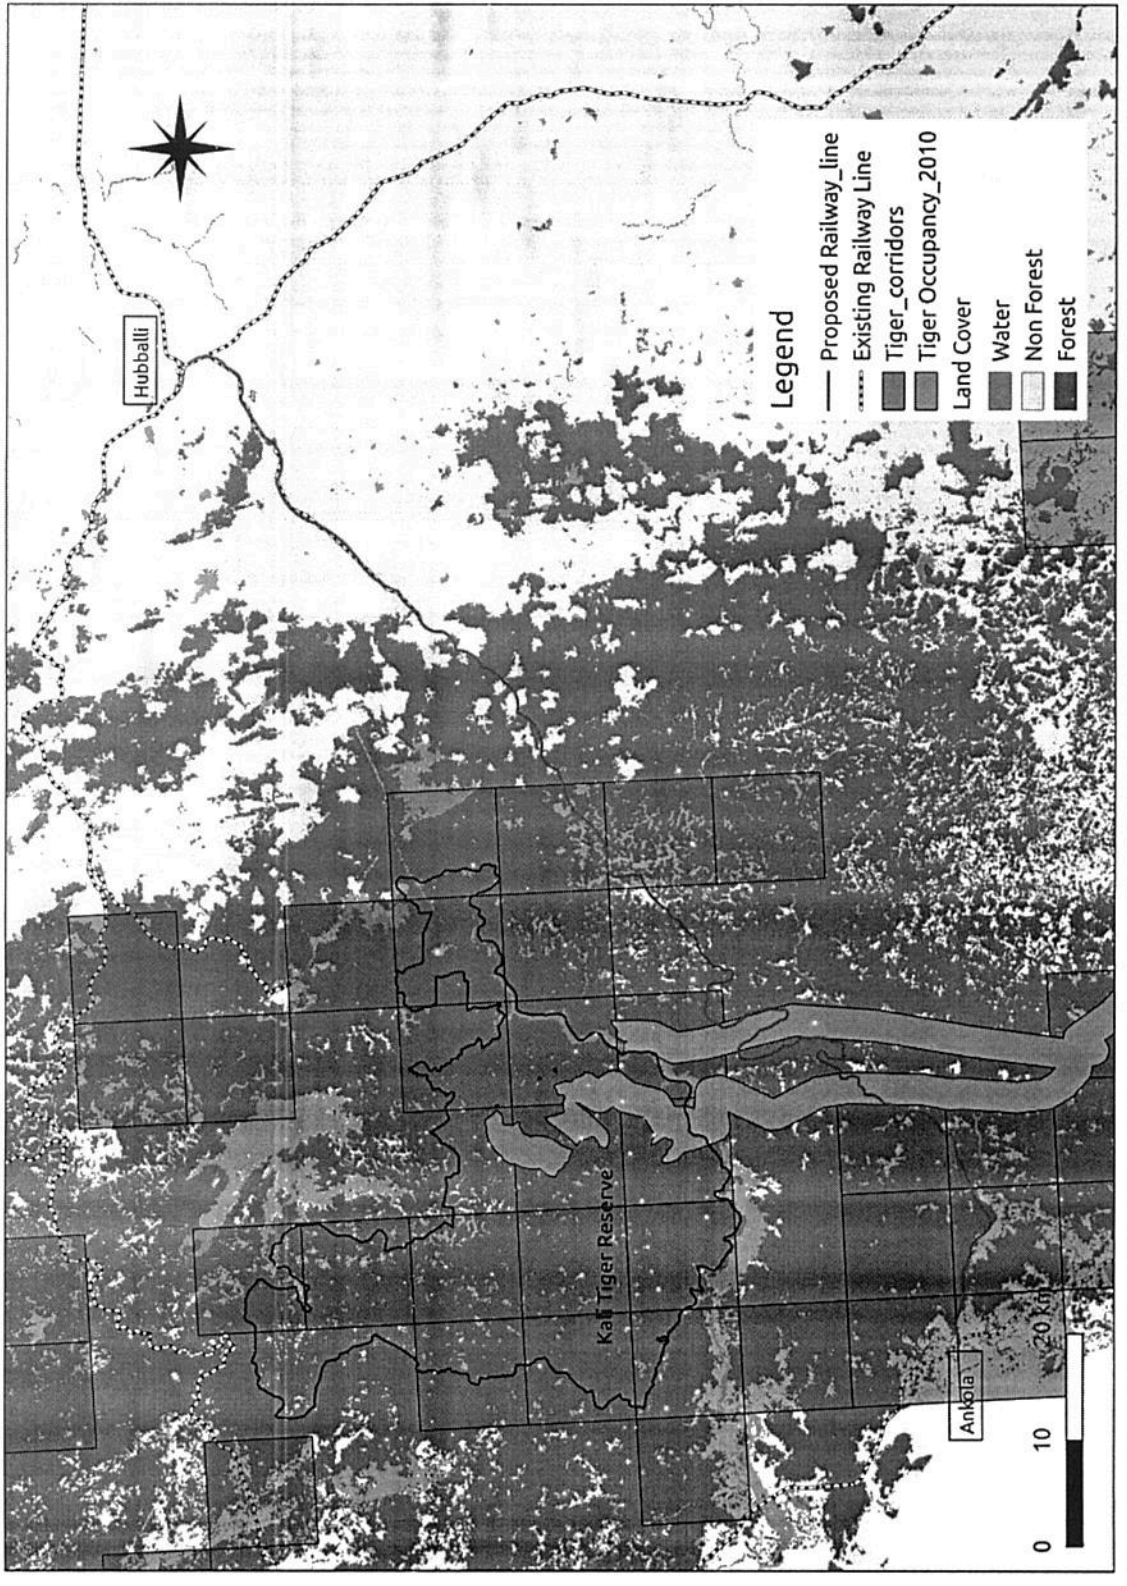 Hubballi
Legend
Proposed Railway_line
Existing Railway Line
Tiger_corridors
Tiger Occupancy_2010
Land Cover
Water
Non Forest
Forest
Kali Tiger Reserve
Ankola
0 10 20 km